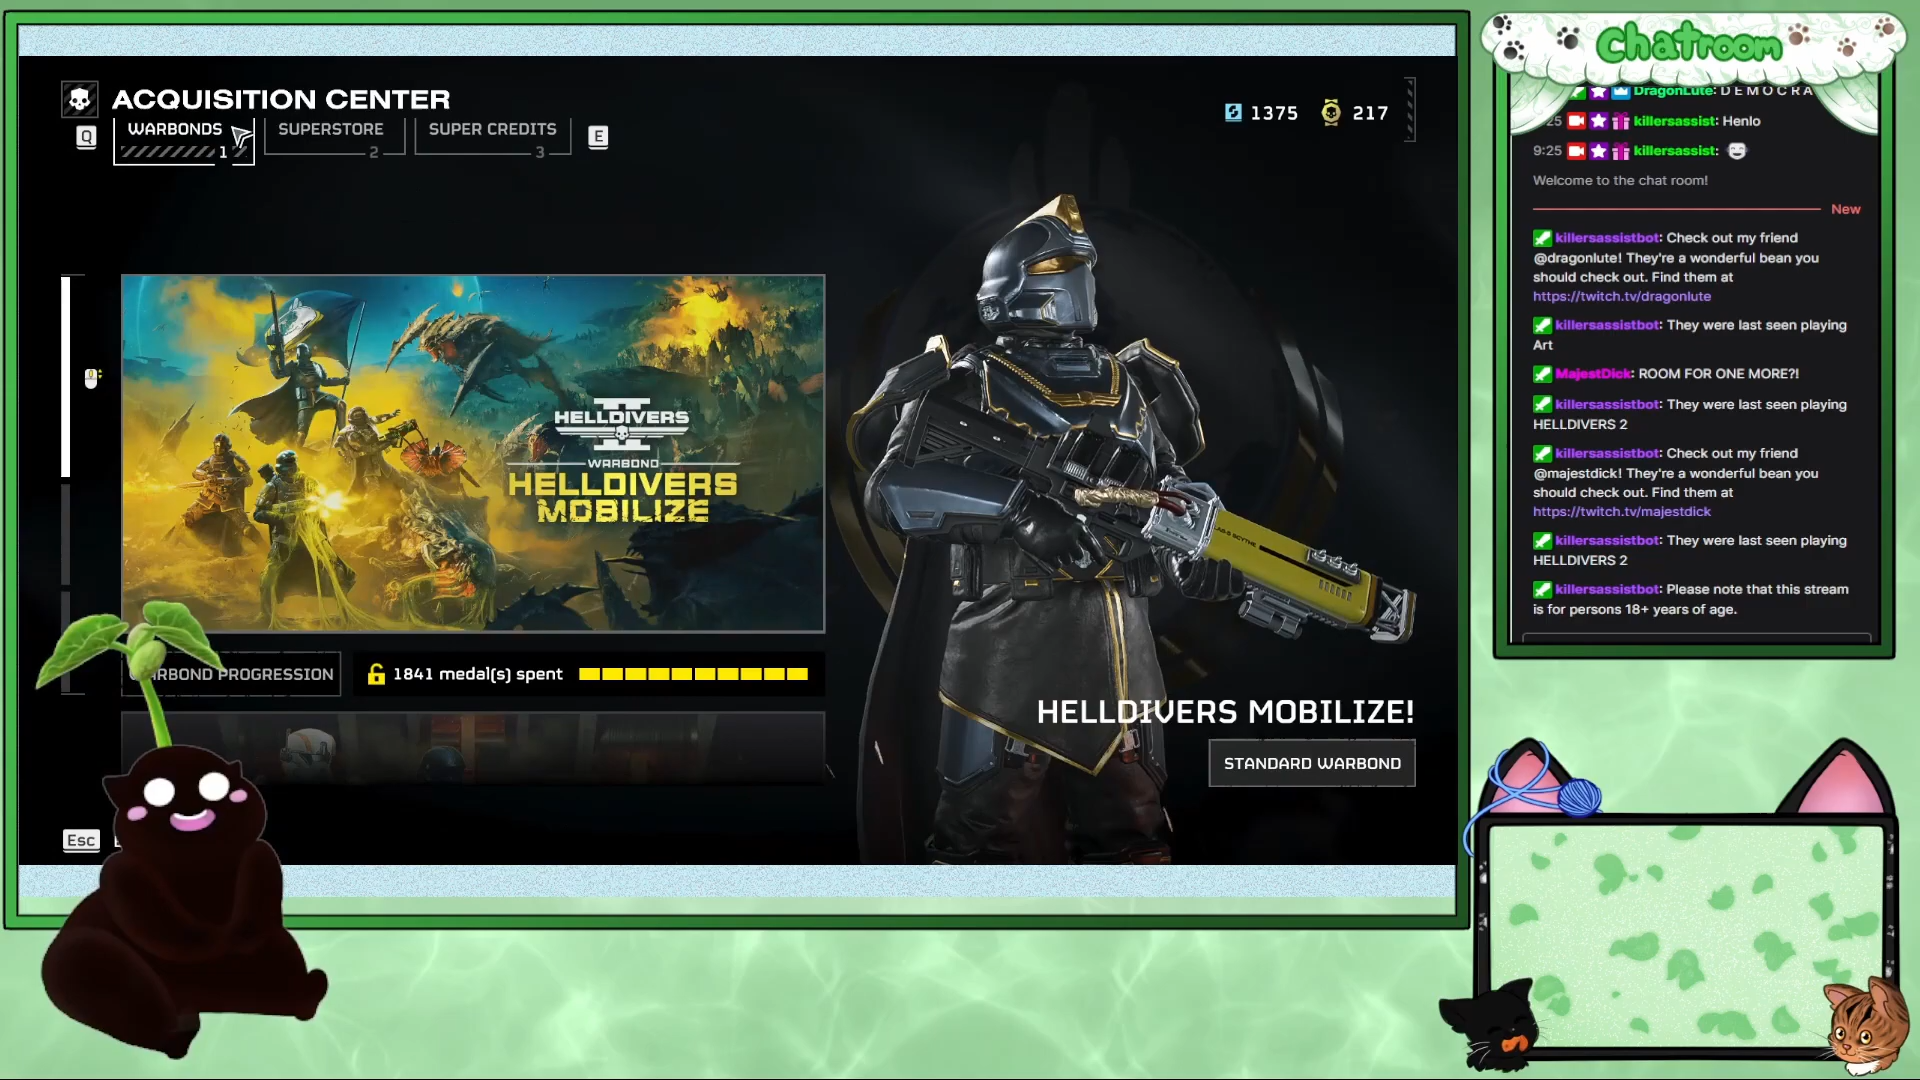 ACQUISITION CENTER
Q
WARBONDS
1
SUPERSTORE
2
SUPER CREDITS
3
E
1375
217
HELLDIVERS
II
WARBOND
HELLDIVERS
MOBILIZE
WARBOND PROGRESSION
1841 medal(s) spent
HELLDIVERS MOBILIZE!
STANDARD WARBOND
Esc
Chatroom
DragonLute: D E M O C R A
killersassist: Henlo
9:25 killersassist:
Welcome to the chat room!
New
killersassistbot: Check out my friend
@dragonlute! They're a wonderful bean you
should check out. Find them at
https://twitch.tv/dragonlute
killersassistbot: They were last seen playing
Art
MajestDick: ROOM FOR ONE MORE?!
killersassistbot: They were last seen playing
HELLDIVERS 2
killersassistbot: Check out my friend
@majestdick! They're a wonderful bean you
should check out. Find them at
https://twitch.tv/majestdick
killersassistbot: They were last seen playing
HELLDIVERS 2
killersassistbot: Please note that this stream
is for persons 18+ years of age.